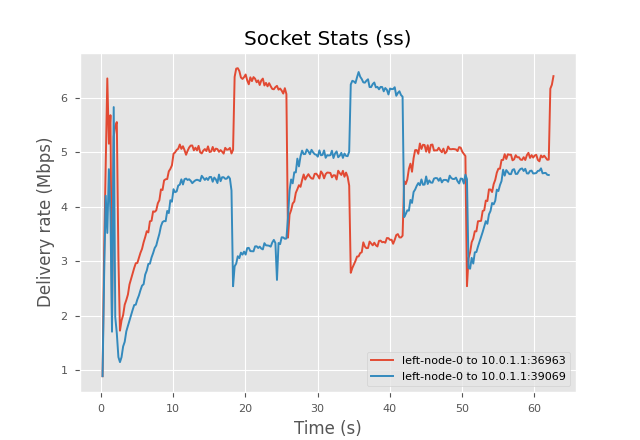 Socket Stats (ss)
Delivery rate (Mbps)
6
5
4
3
2
1
0
10
20
30
40
50
60
Time (s)
left-node-0 to 10.0.1.1:36963
left-node-0 to 10.0.1.1:39069